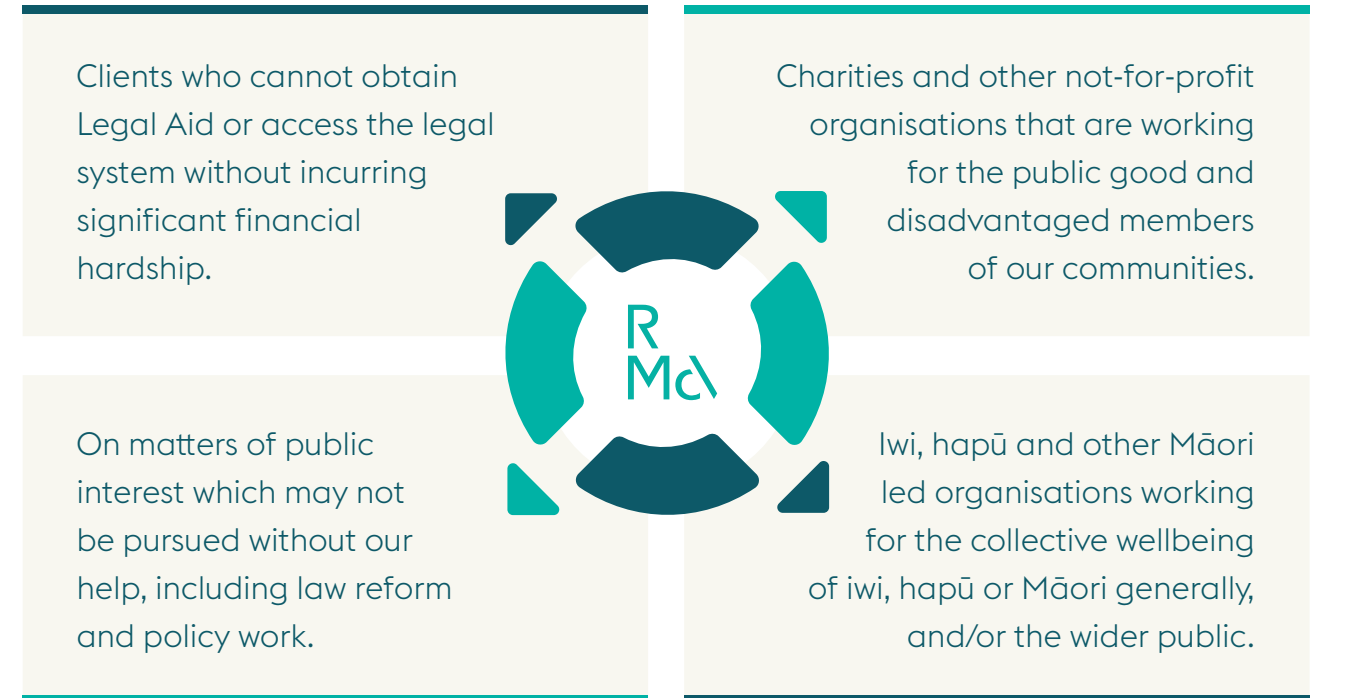 Clients who cannot obtain
Legal Aid or access the legal
system without incurring
significant financial
hardship.
Charities and other not-for-profit
organisations that are working
for the public good and
disadvantaged members
of our communities.
R
Mc
On matters of public
interest which may not
be pursued without our
help, including law reform
and policy work.
Iwi, hapū and other Māori
led organisations working
for the collective wellbeing
of iwi, hapū or Māori generally,
and/or the wider public.